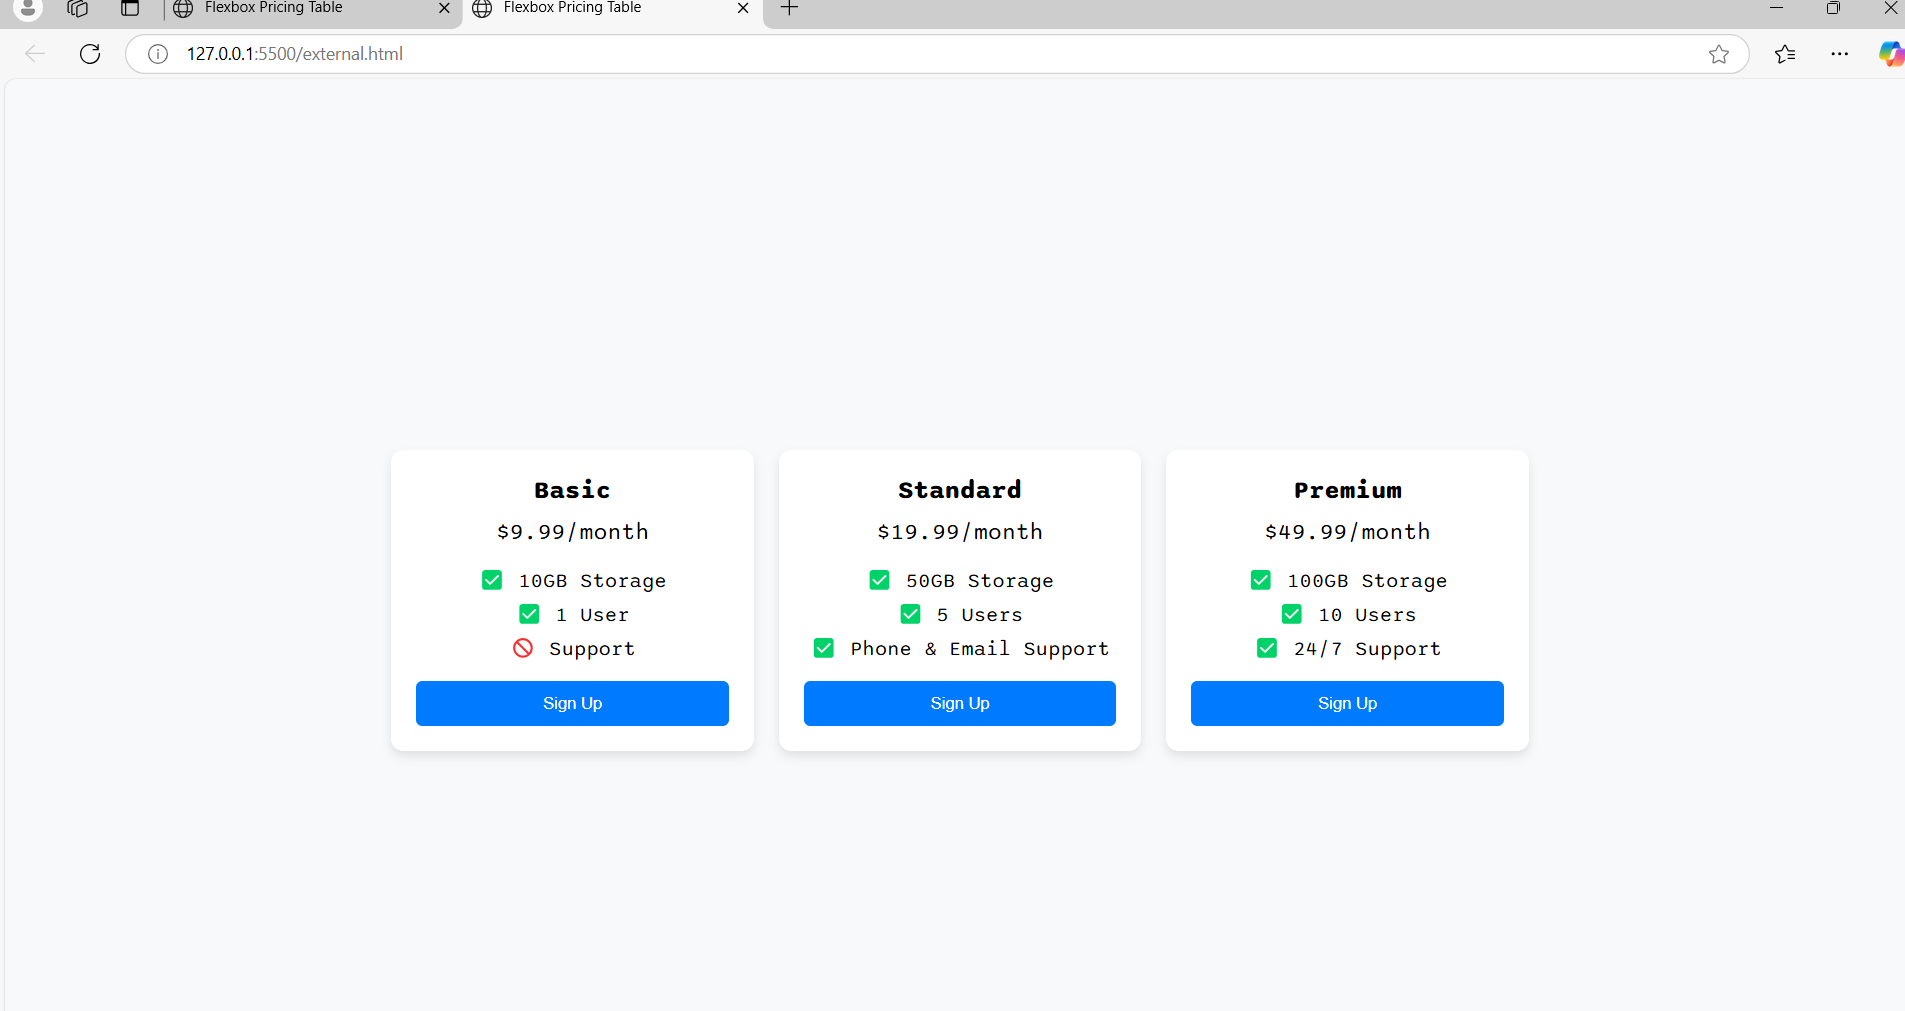 Flexbox Pricing Table
Flexbox Pricing Table
127.0.0.1:5500/external.html
Basic
$9.99/month
✅ 10GB Storage
✅ 1 User
🚫 Support
Sign Up
Standard
$19.99/month
✅ 50GB Storage
✅ 5 Users
✅ Phone & Email Support
Sign Up
Premium
$49.99/month
✅ 100GB Storage
✅ 10 Users
✅ 24/7 Support
Sign Up